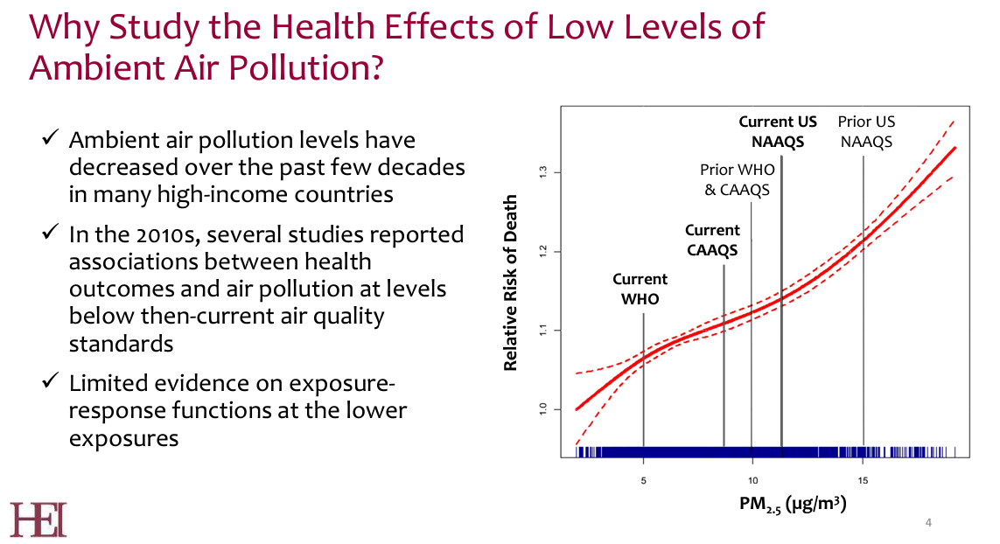 Why Study the Health Effects of Low Levels of
Ambient Air Pollution?
✓ Ambient air pollution levels have
decreased over the past few decades
in many high-income countries
✓ In the 2010s, several studies reported
associations between health
outcomes and air pollution at levels
below then-current air quality
standards
✓ Limited evidence on exposure-
response functions at the lower
exposures
Current US
NAAQS
Prior US
NAAQS
Prior WHO
& CAAQS
Current
CAAQS
Current
WHO
Relative Risk of Death
1.3
1.2
1.1
1.0
5
10
15
PM2.5 (µg/m³)
HEI
4